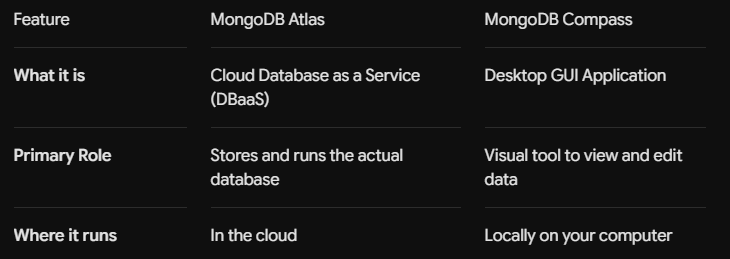 Feature MongoDB Atlas MongoDB Compass
What it is Cloud Database as a Service Desktop GUI Application
(DBaaS)
Primary Role Stores and runs the actual Visual tool to view and edit
database data
Where it runs In the cloud Locally on your computer